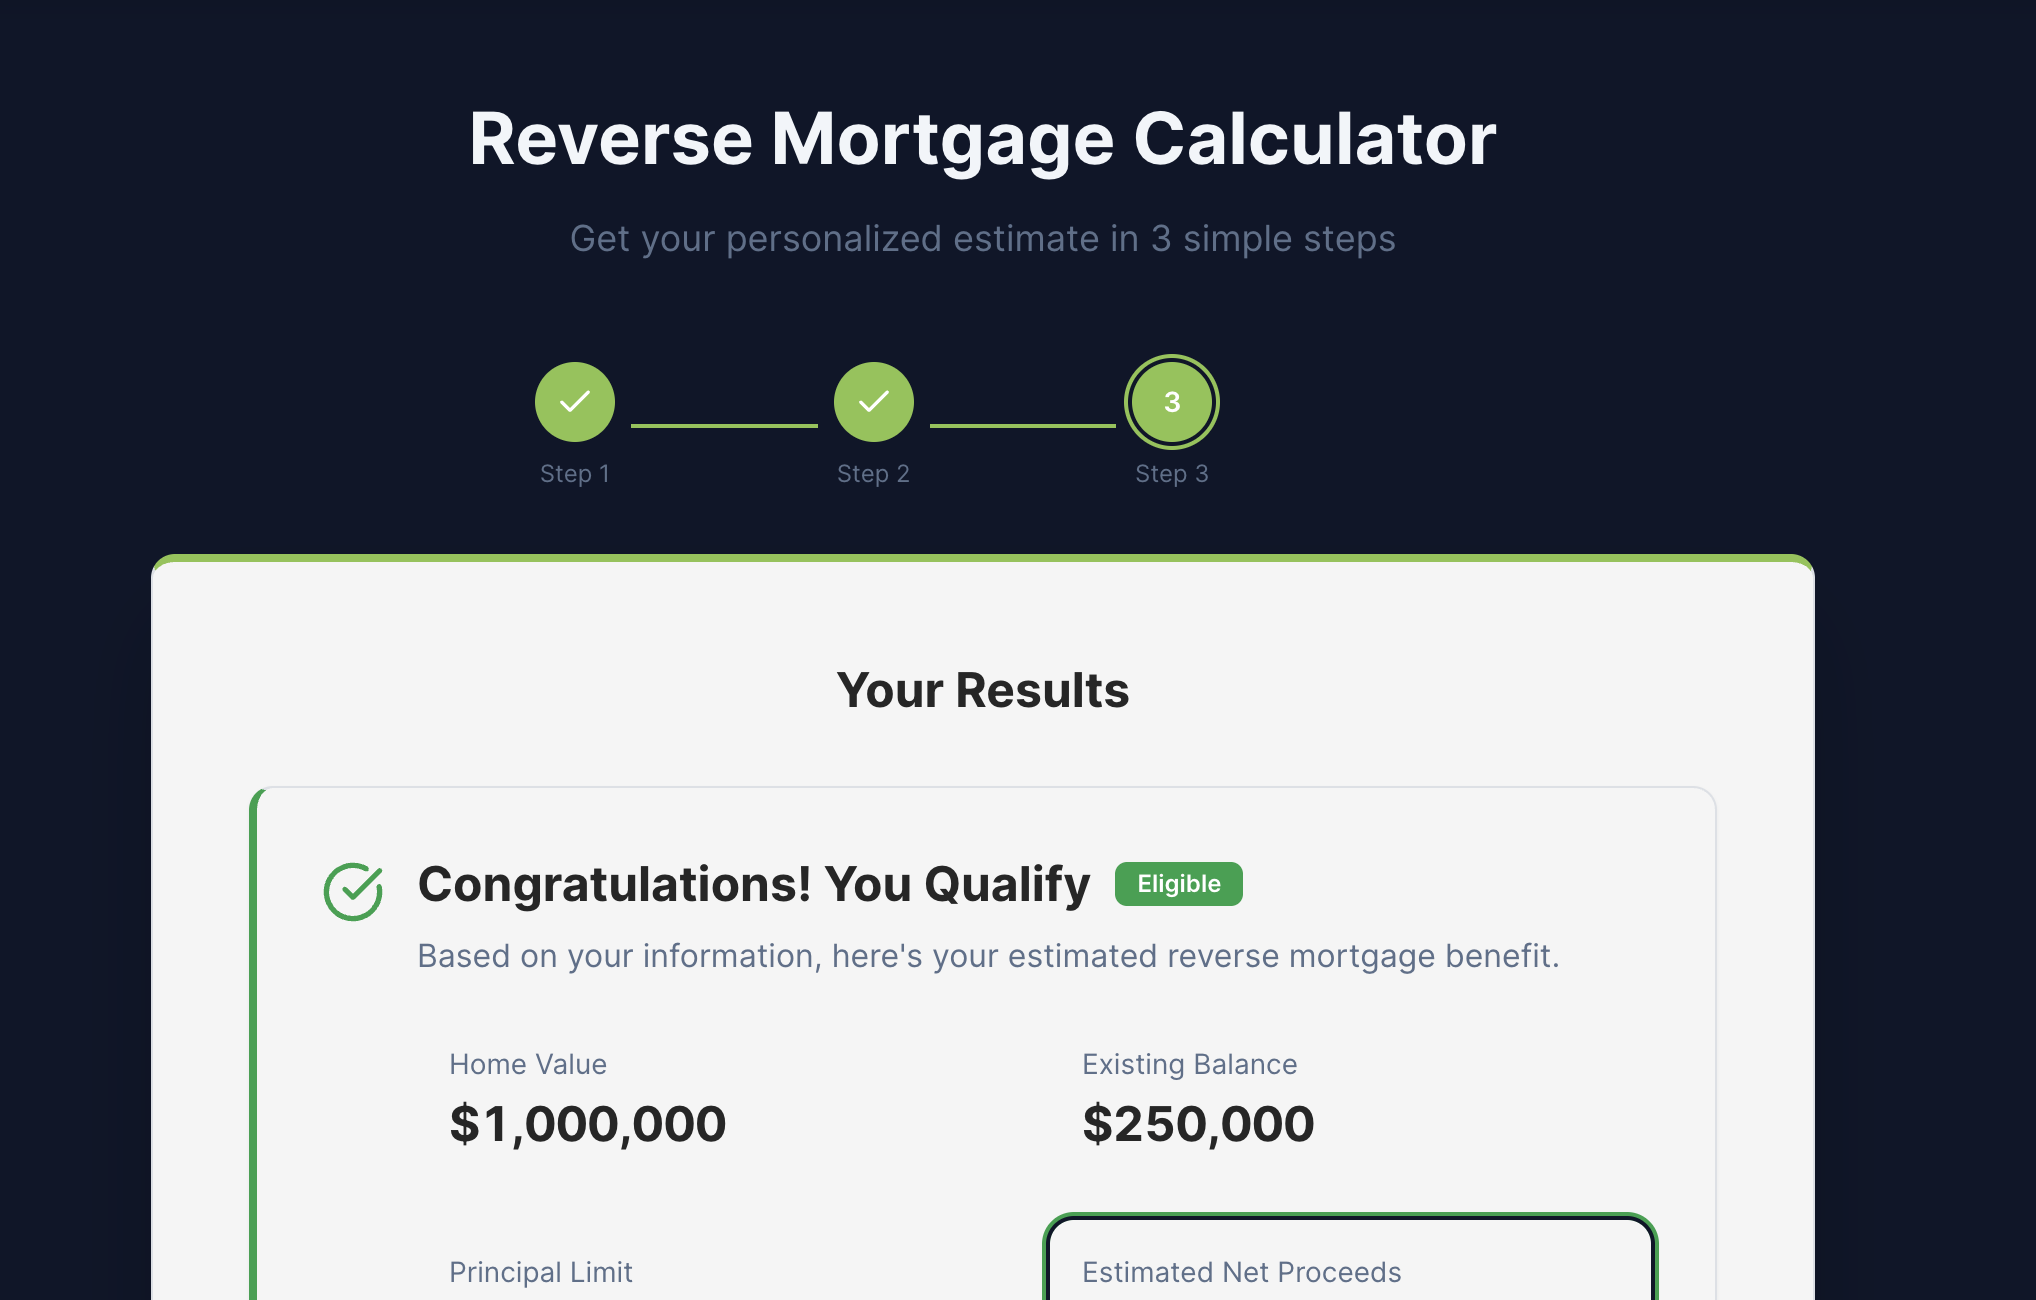 Reverse Mortgage Calculator
Get your personalized estimate in 3 simple steps
3
Step 1
Step 2
Step 3
Your Results
Congratulations! You Qualify
Eligible
Based on your information, here's your estimated reverse mortgage benefit.
Home Value
$1,000,000
Existing Balance
$250,000
Principal Limit
Estimated Net Proceeds